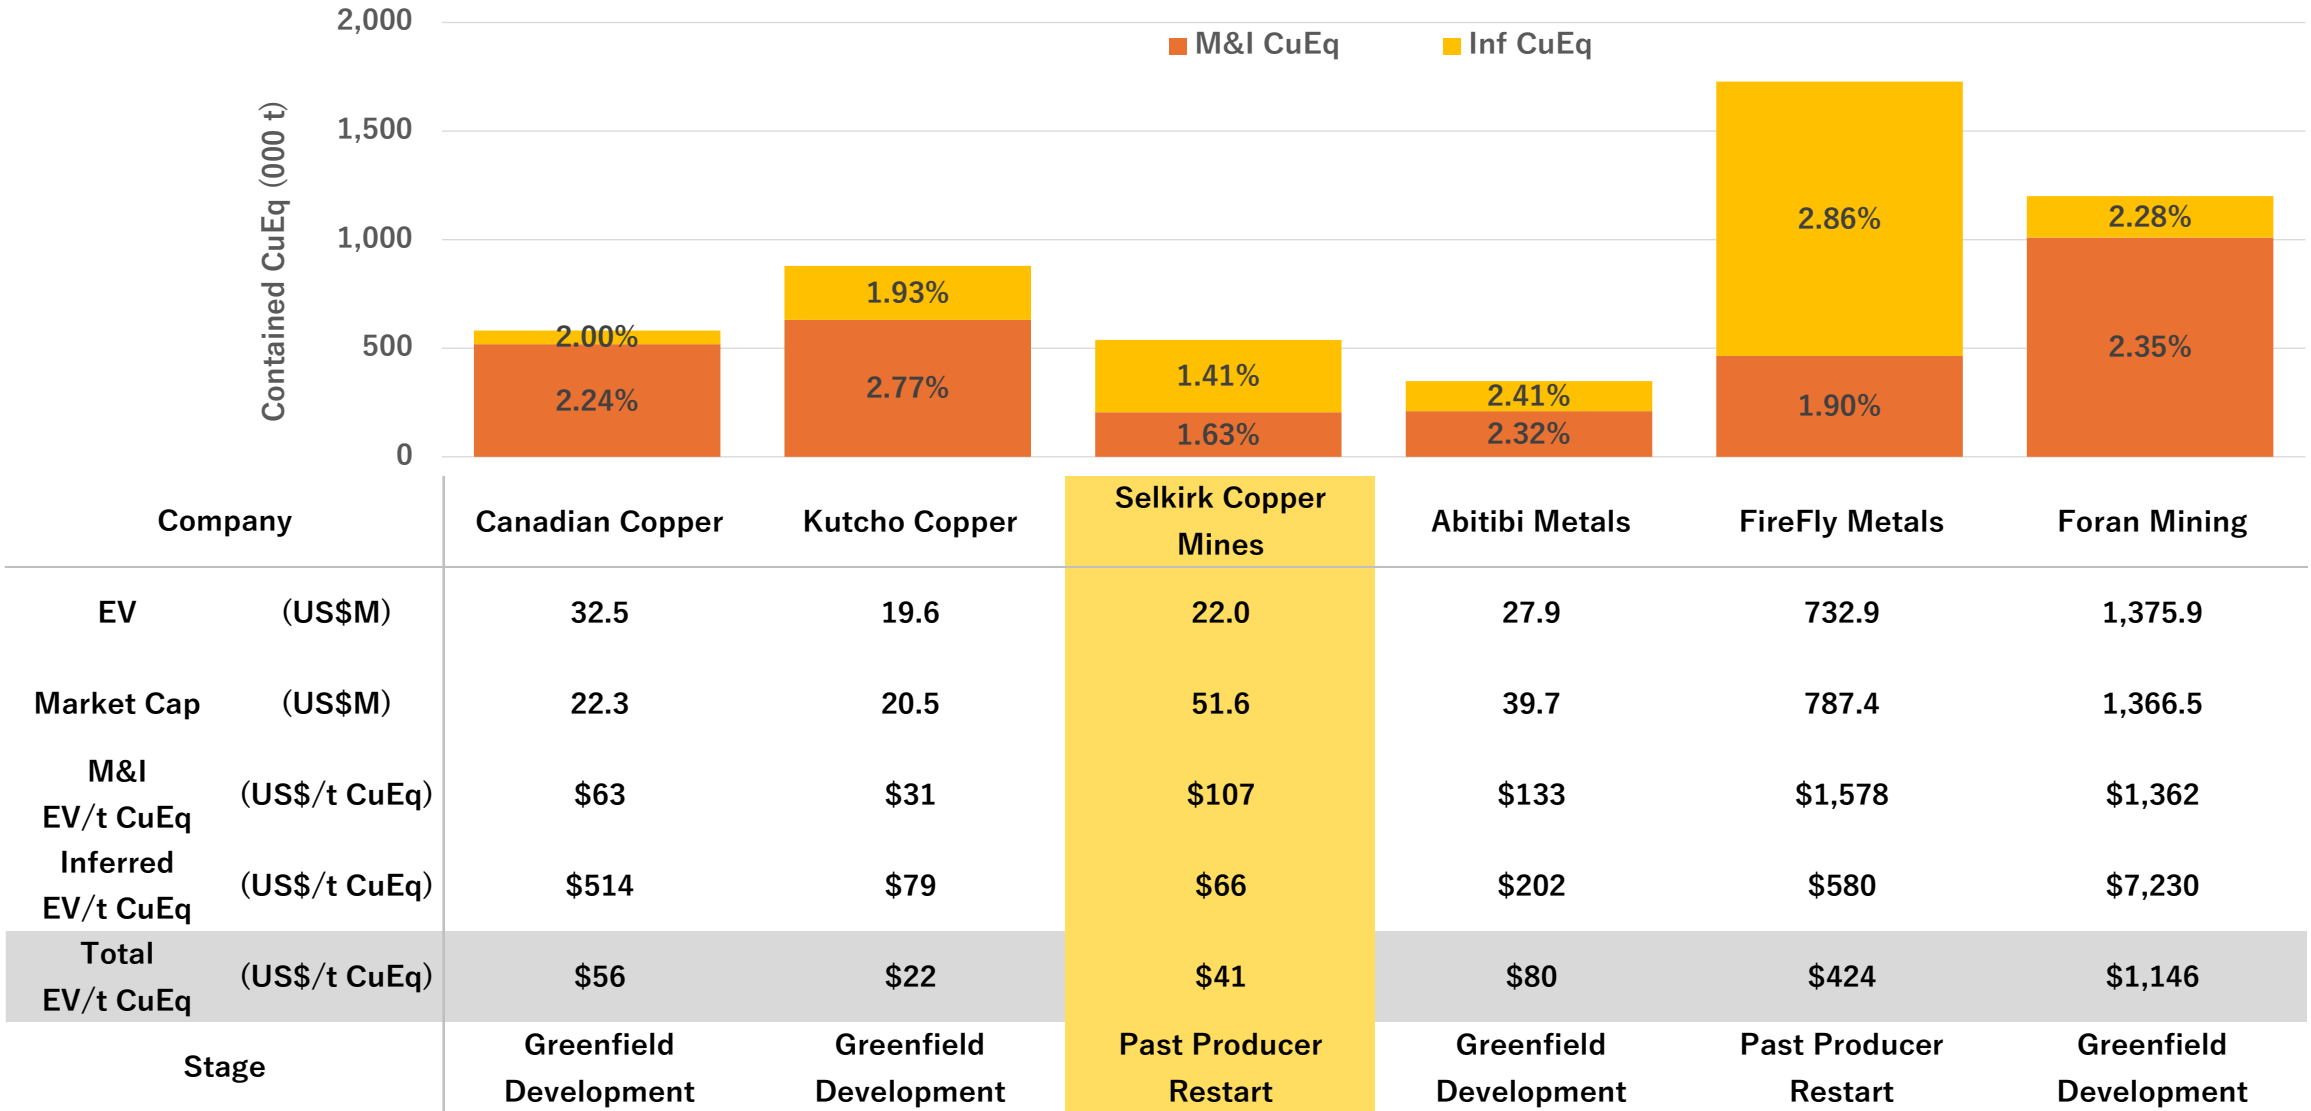 2,000
M&I CuEq
Inf CuEq
1,500
1,000
500
0
Contained CuEq (000 t)
2.00%
2.24%
1.93%
2.77%
1.41%
1.63%
2.41%
2.32%
2.86%
1.90%
2.28%
2.35%
Company
Canadian Copper
Kutcho Copper
Selkirk Copper
Mines
Abitibi Metals
FireFly Metals
Foran Mining
EV
(US$M)
32.5
19.6
22.0
27.9
732.9
1,375.9
Market Cap
(US$M)
22.3
20.5
51.6
39.7
787.4
1,366.5
M&I
EV/t CuEq
(US$/t CuEq)
$63
$31
$107
$133
$1,578
$1,362
Inferred
EV/t CuEq
(US$/t CuEq)
$514
$79
$66
$202
$580
$7,230
Total
EV/t CuEq
(US$/t CuEq)
$56
$22
$41
$80
$424
$1,146
Stage
Greenfield
Development
Greenfield
Development
Past Producer
Restart
Greenfield
Development
Past Producer
Restart
Greenfield
Development